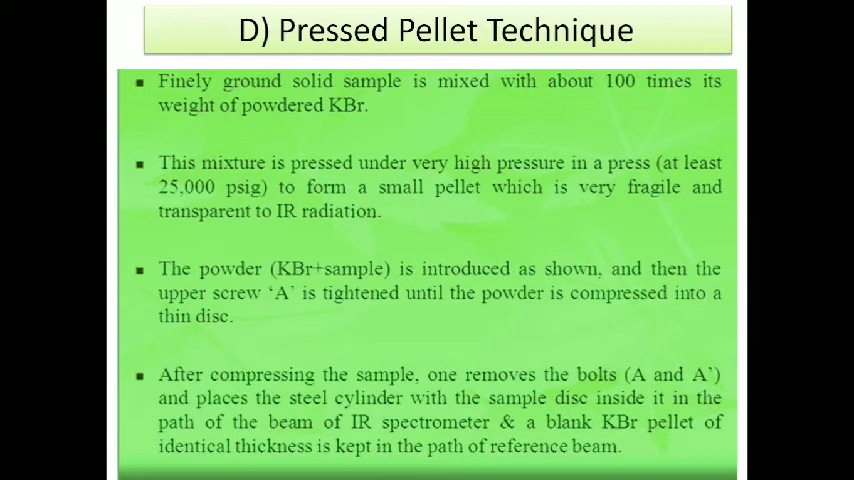 D) Pressed Pellet Technique
▪ Finely ground solid sample is mixed with about 100 times its
weight of powdered KBr.
▪ This mixture is pressed under very high pressure in a press (at least
25,000 psig) to form a small pellet which is very fragile and
transparent to IR radiation.
▪ The powder (KBr+sample) is introduced as shown, and then the
upper screw ‘A’ is tightened until the powder is compressed into a
thin disc.
▪ After compressing the sample, one removes the bolts (A and A’)
and places the steel cylinder with the sample disc inside it in the
path of the beam of IR spectrometer & a blank KBr pellet of
identical thickness is kept in the path of reference beam.